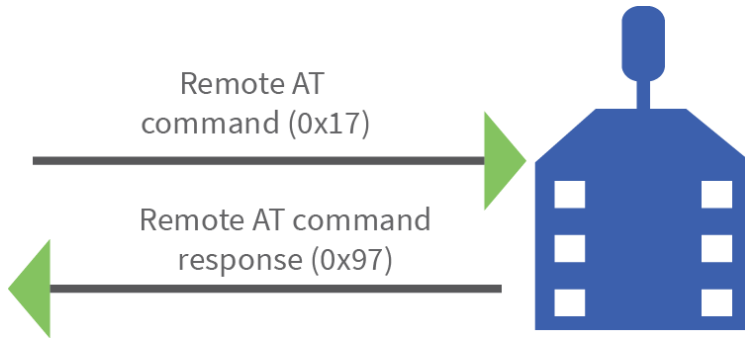 Remote AT
command (0x17)
Remote AT command
response (0x97)